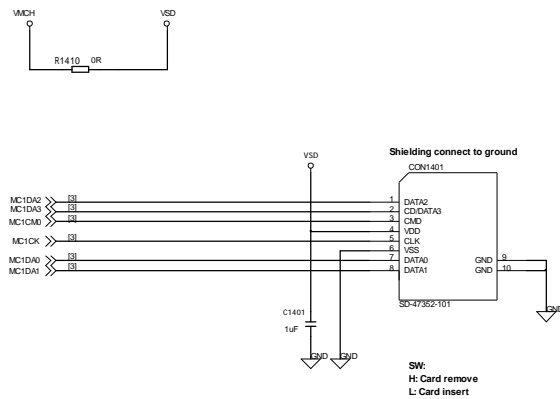 VMCH VSD
R1410 0R
Shielding connect to ground
VSD CON1401
MC1DA2 [3] 1 DATA2
MC1DA3 [3] 2 CD/DATA3
MC1CM0 [3] 3 CMD
4 VDD
MC1CK [3] 5 CLK
6 VSS
MC1DA0 [3] 7 DATA0 GND 9
MC1DA1 [3] 8 DATA1 GND 10
SD-47352-101
C1401
1uF
GND GND GND
SW:
H: Card remove
L: Card insert